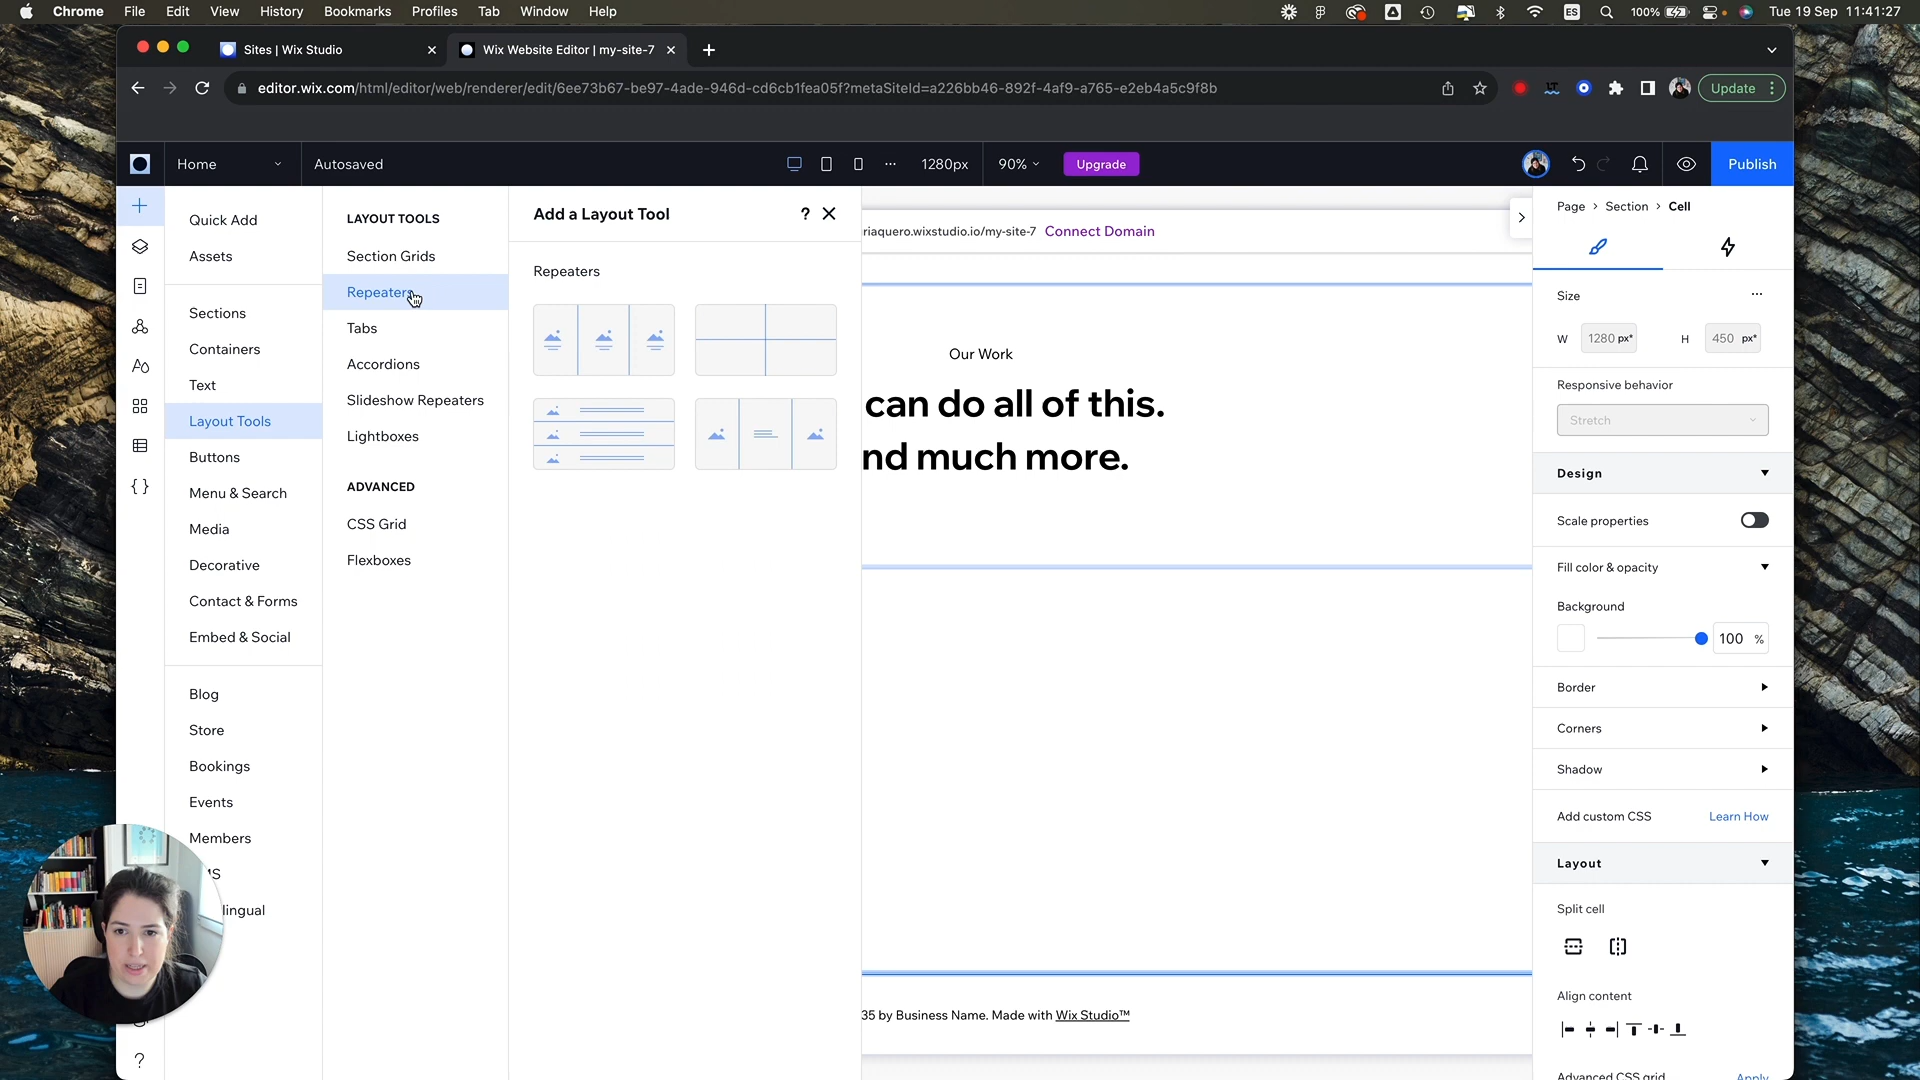 Chrome File Edit View History Bookmarks Profiles Tab Window Help
ES 100% Tue 19 Sep 11:41:27
Sites | Wix Studio
Wix Website Editor | my-site-7
editor.wix.com/html/editor/web/renderer/edit/6ee73b67-be97-4ade-946d-cd6cb1fea05f?metaSiteId=a226bb46-892f-4af9-a765-e2eb4a5c9f8b
Update
Home
Autosaved
1280px
90%
Upgrade
Publish
Quick Add
Assets
Sections
Containers
Text
Layout Tools
Buttons
Menu & Search
Media
Decorative
Contact & Forms
Embed & Social
Blog
Store
Bookings
Events
Members
lingual
LAYOUT TOOLS
Section Grids
Repeaters
Tabs
Accordions
Slideshow Repeaters
Lightboxes
ADVANCED
CSS Grid
Flexboxes
Add a Layout Tool ?
Repeaters
riaquero.wixstudio.io/my-site-7 Connect Domain
Our Work
can do all of this.
nd much more.
35 by Business Name. Made with Wix Studio™
Page > Section > Cell
Size
W 1280 px* H 450 px*
Responsive behavior
Stretch
Design
Scale properties
Fill color & opacity
Background
100 %
Border
Corners
Shadow
Add custom CSS Learn How
Layout
Split cell
Align content
Advanced CSS grid Apply